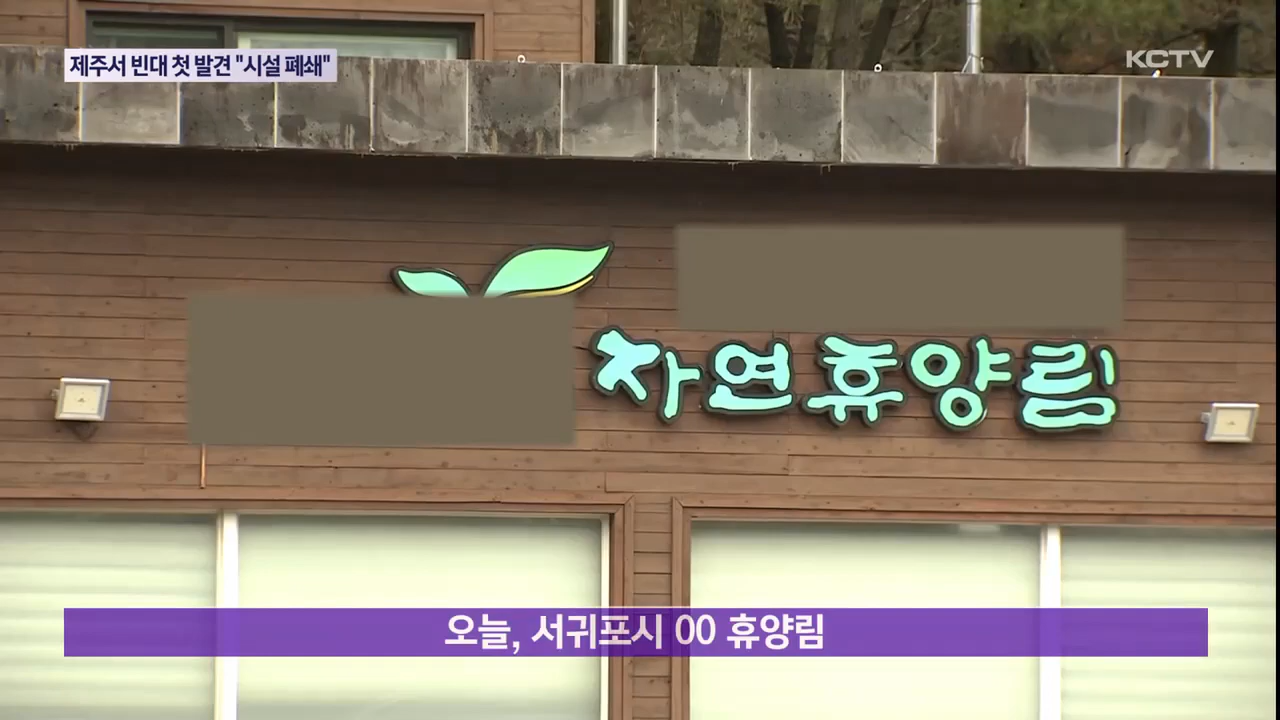 제주서 빈대 첫 발견 "시설 폐쇄"
KCTV
자연휴양림
오늘, 서귀포시 00 휴양림